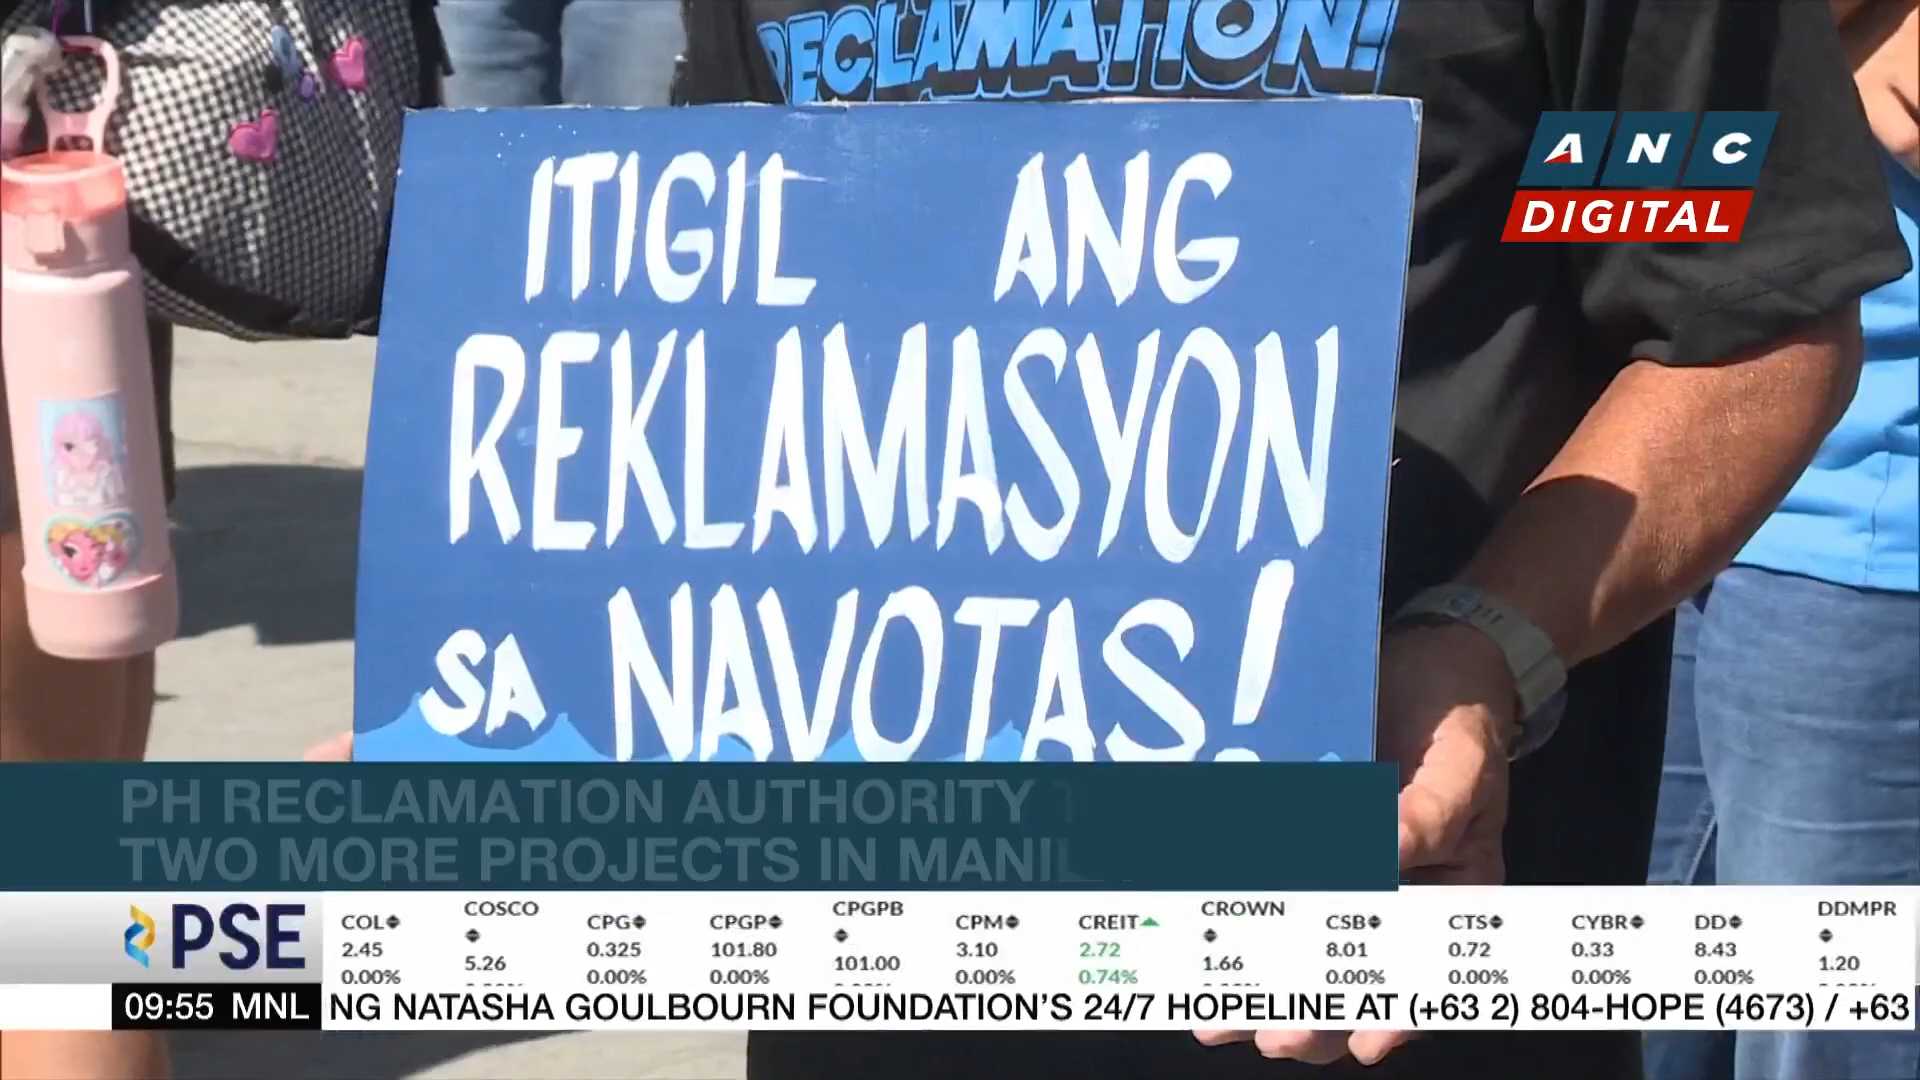 RECLAMATION!
ITIGIL ANG
REKLAMASYON
SA NAVOTAS!
ANC
DIGITAL
PH RECLAMATION AUTHORITY
TWO MORE PROJECTS IN
PSE
COL 2.45 0.00%
COSCO 5.26
CPG 0.325 0.00%
CPGP 101.80 0.00%
CPGPB 101.00
CPM 3.10 0.00%
CREIT 2.72 0.74%
CROWN 1.66
CSB 8.01 0.00%
CTS 0.72 0.00%
CYBR 0.33 0.00%
DD 8.43 0.00%
DDMPR 1.20
09:55 MNL
NG NATASHA GOULBOURN FOUNDATION'S 24/7 HOPELINE AT (+63 2) 804-HOPE (4673) / +63